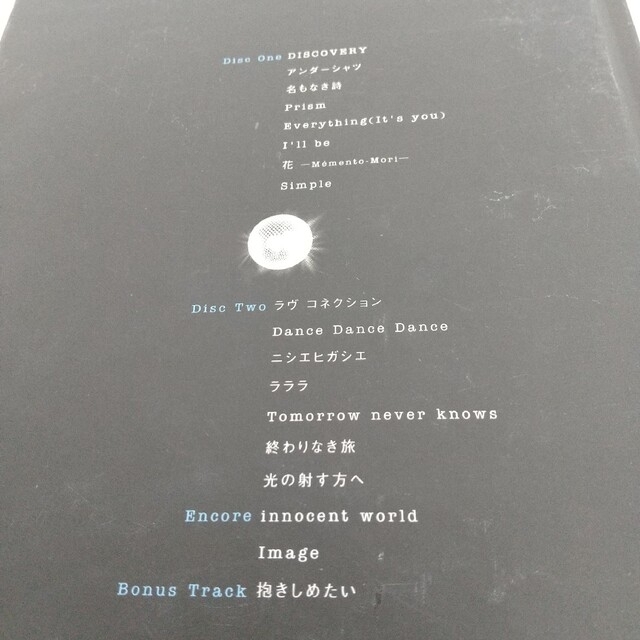 Disc One DISCOVERY
アンダーシャツ
名もなき詩
Prism
Everything(It's you)
I'll be
花 —Mémento-Mori—
Simple
Disc Two ラヴ コネクション
Dance Dance Dance
ニシエヒガシエ
ラララ
Tomorrow never knows
終わりなき旅
光の射す方へ
Encore innocent world
Image
Bonus Track 抱きしめたい